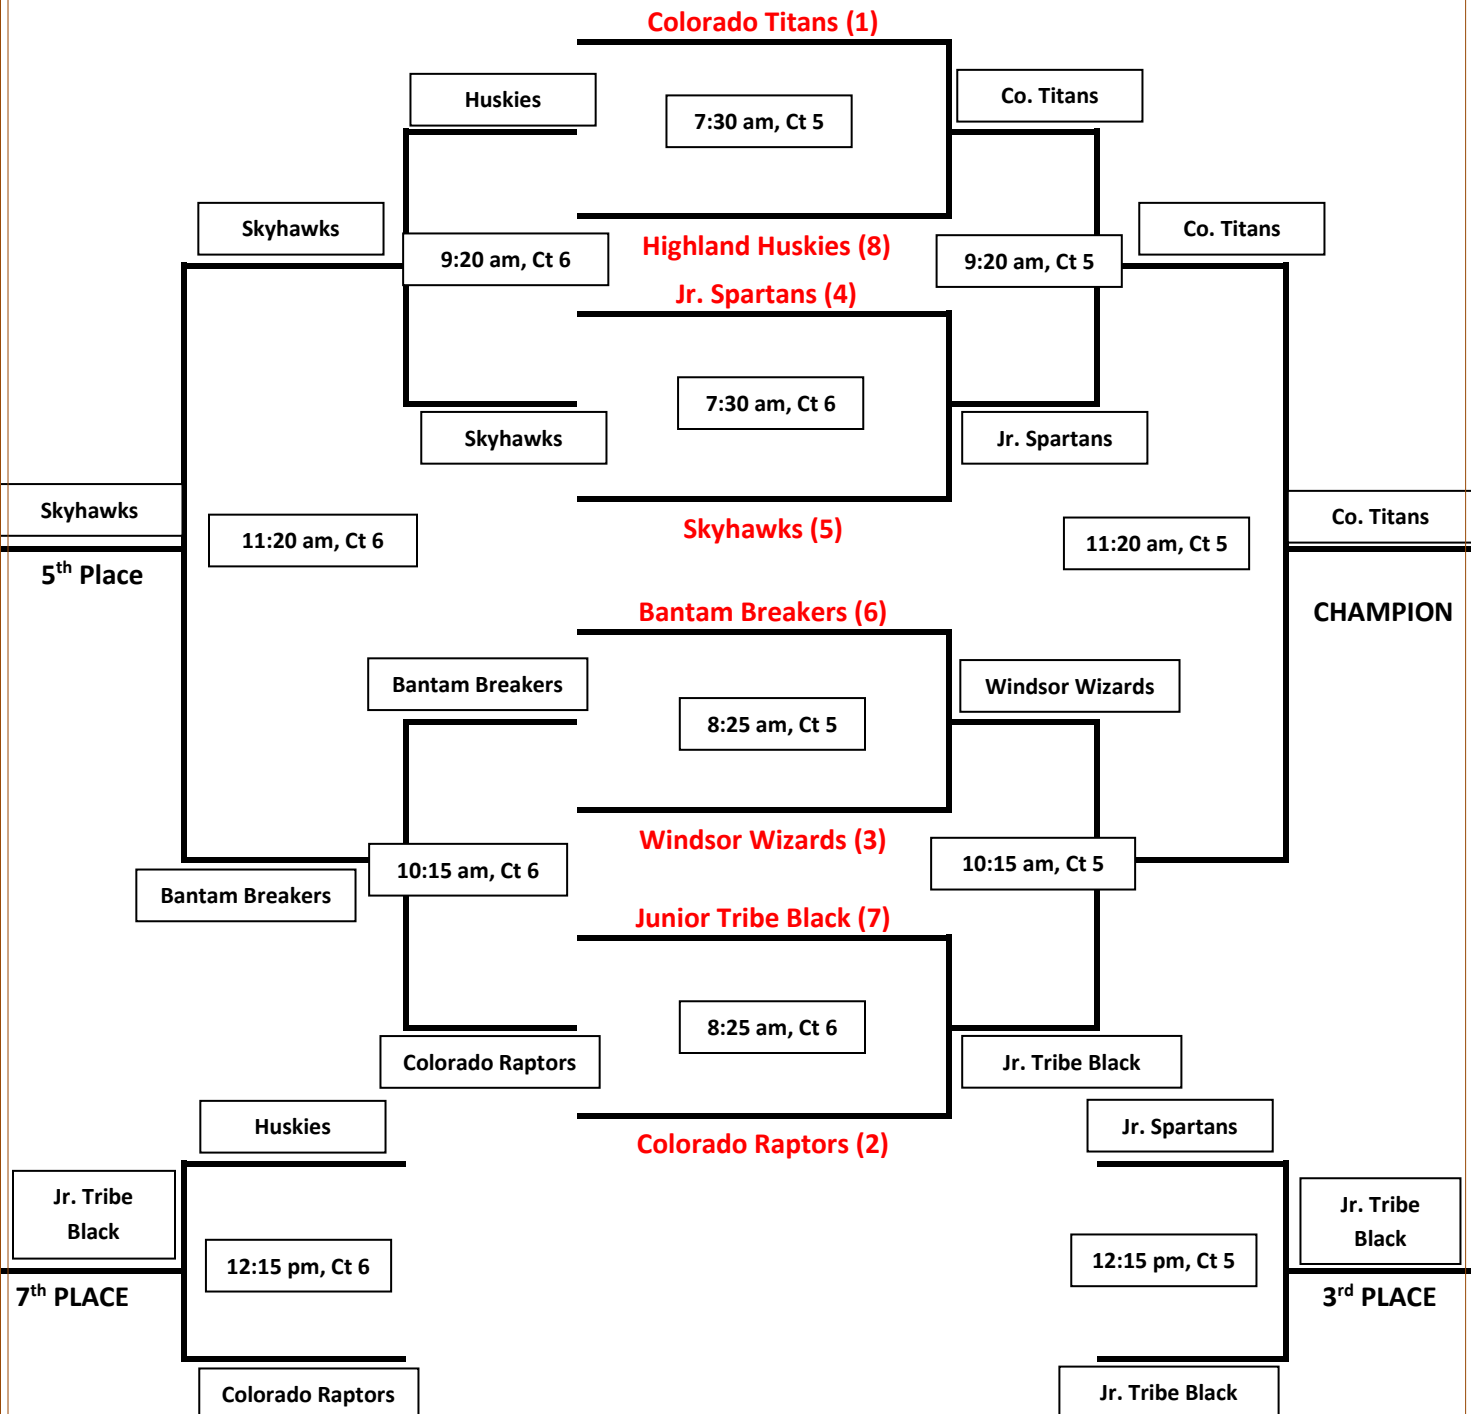 Colorado Titans (1)
Huskies
7:30 am, Ct 5
Co. Titans
Skyhawks
9:20 am, Ct 6
Highland Huskies (8)
9:20 am, Ct 5
Co. Titans
Jr. Spartans (4)
Skyhawks
7:30 am, Ct 6
Jr. Spartans
Skyhawks
5th Place
11:20 am, Ct 6
Skyhawks (5)
11:20 am, Ct 5
Co. Titans
CHAMPION
Bantam Breakers (6)
Bantam Breakers
8:25 am, Ct 5
Windsor Wizards
Windsor Wizards (3)
Bantam Breakers
10:15 am, Ct 6
10:15 am, Ct 5
Junior Tribe Black (7)
Colorado Raptors
8:25 am, Ct 6
Jr. Tribe Black
Colorado Raptors (2)
Huskies
Jr. Tribe
Black
12:15 pm, Ct 6
7th PLACE
Colorado Raptors
Jr. Spartans
12:15 pm, Ct 5
Jr. Tribe
Black
3rd PLACE
Jr. Tribe Black